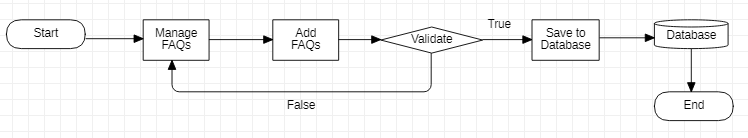 Start
Manage
FAQs
Add
FAQs
Validate
True
Save to
Database
Database
False
End